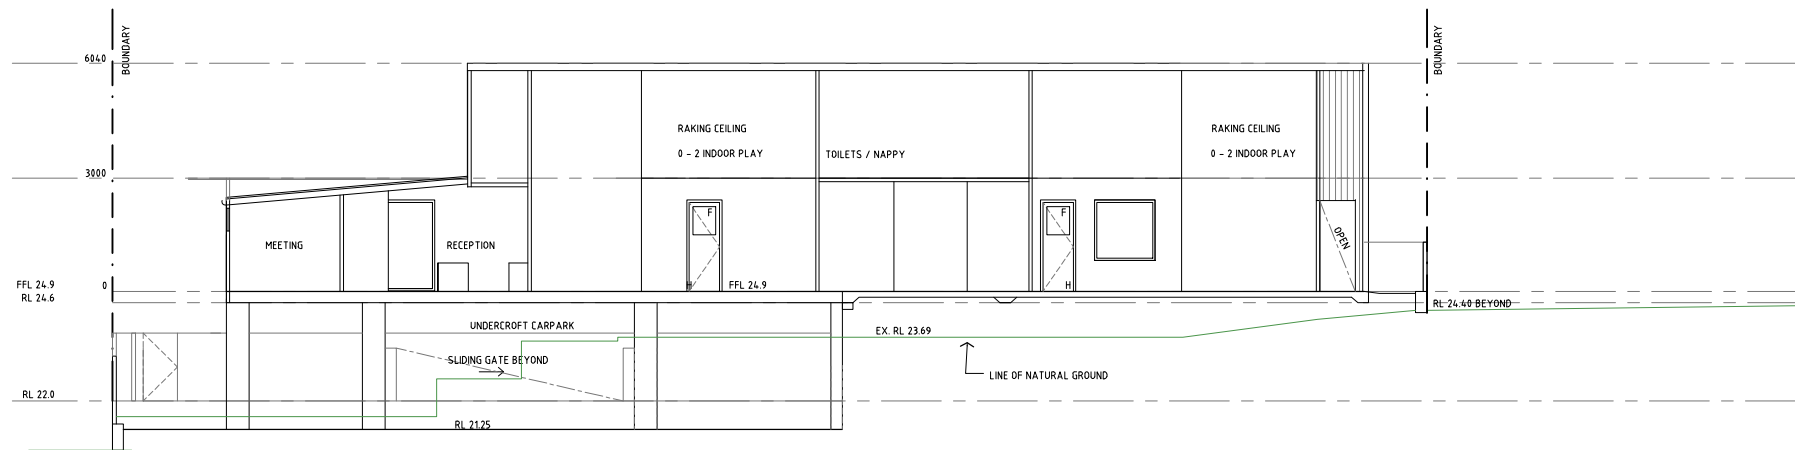 BOUNDARY
BOUNDARY
6040
RAKING CEILING
0 - 2 INDOOR PLAY
TOILETS / NAPPY
RAKING CEILING
0 - 2 INDOOR PLAY
3000
F
F
MEETING
RECEPTION
OPEN
FFL 24.9
0
H
FFL 24.9
H
RL 24.6
RL 24.40 BEYOND
UNDERCROFT CARPARK
EX. RL 23.69
SLIDING GATE BEYOND
LINE OF NATURAL GROUND
RL 22.0
RL 21.25